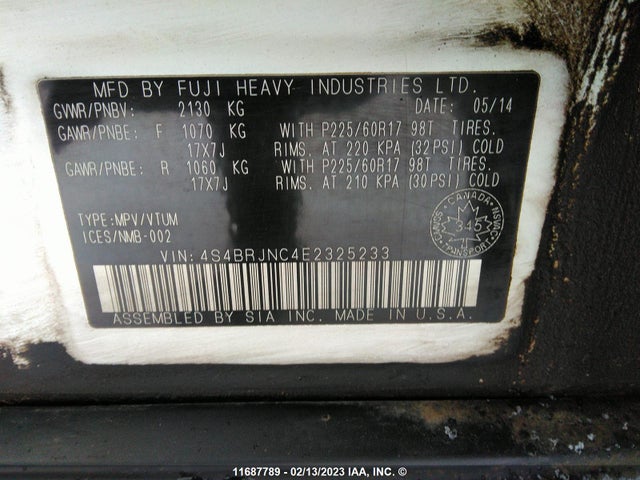 MFD BY FUJI HEAVY INDUSTRIES LTD.
GVWR/PNBV: 2130 KG DATE: 05/14
GAWR/PNBE: F 1070 KG WITH P225/60R17 98T TIRES.
17X7J RIMS. AT 220 KPA (32PSI) COLD
GAWR/PNBE: R 1060 KG WITH P225/60R17 98T TIRES.
17X7J RIMS. AT 210 KPA (30PSI) COLD
TYPE:MPV/VTUM
ICES/NMB-002
CANADA
345
TRANSPORT
VIN: 4S4BRJNC4E2325233
ASSEMBLED BY SIA INC. MADE IN U.S.A.
11687789 - 02/13/2023 IAA, INC. ©